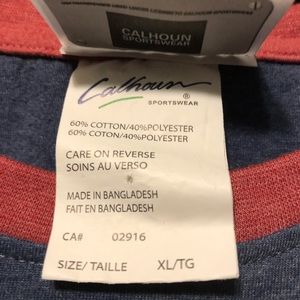 CALHOUN
SPORTSWEAR
Calhoun
®
SPORTSWEAR
60% COTTON/40%POLYESTER
60% COTON/40%POLYESTER
CARE ON REVERSE
SOINS AU VERSO
MADE IN BANGLADESH
FAIT EN BANGLADESH
CA# 02916
SIZE/ TAILLE XL/TG